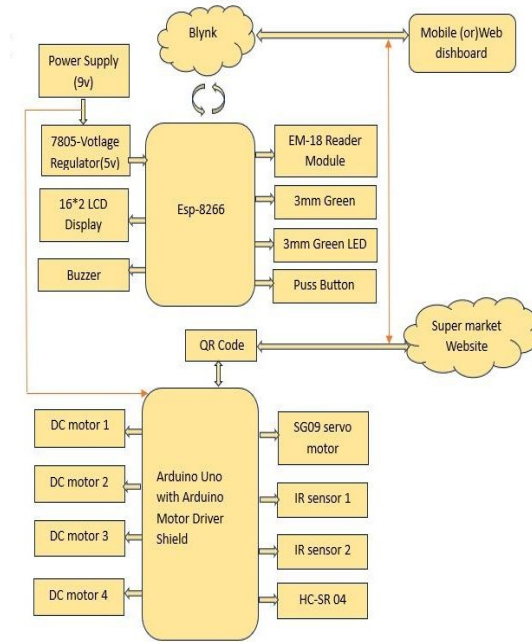 Blynk
Mobile (or)Web
dishboard
Power Supply
(9v)
7805-Votlage
Regulator(5v)
16*2 LCD
Display
Buzzer
Esp-8266
EM-18 Reader
Module
3mm Green
3mm Green LED
Puss Button
QR Code
Super market
Website
DC motor 1
DC motor 2
DC motor 3
DC motor 4
Arduino Uno
with Arduino
Motor Driver
Shield
SG09 servo
motor
IR sensor 1
IR sensor 2
HC-SR 04